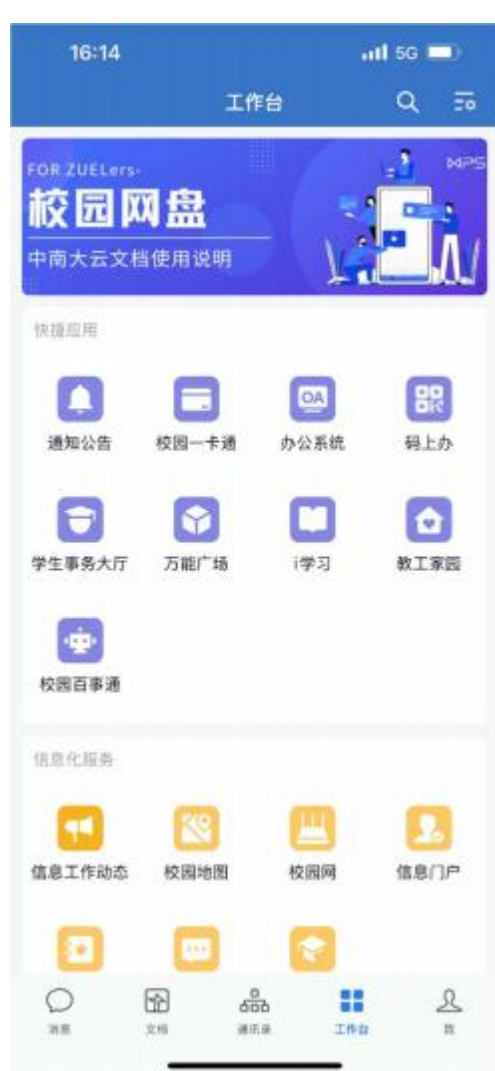 16:14
5G
工作台
FOR ZUELers-
WPS
校园网盘
中南大云文档使用说明
快捷应用
通知公告
校园一卡通
OA
办公系统
码上办
学生事务大厅
万能广场
i学习
教工家园
校园百事通
信息化服务
信息工作动态
校园地图
校园网
信息门户
消息
文档
通讯录
工作台
我